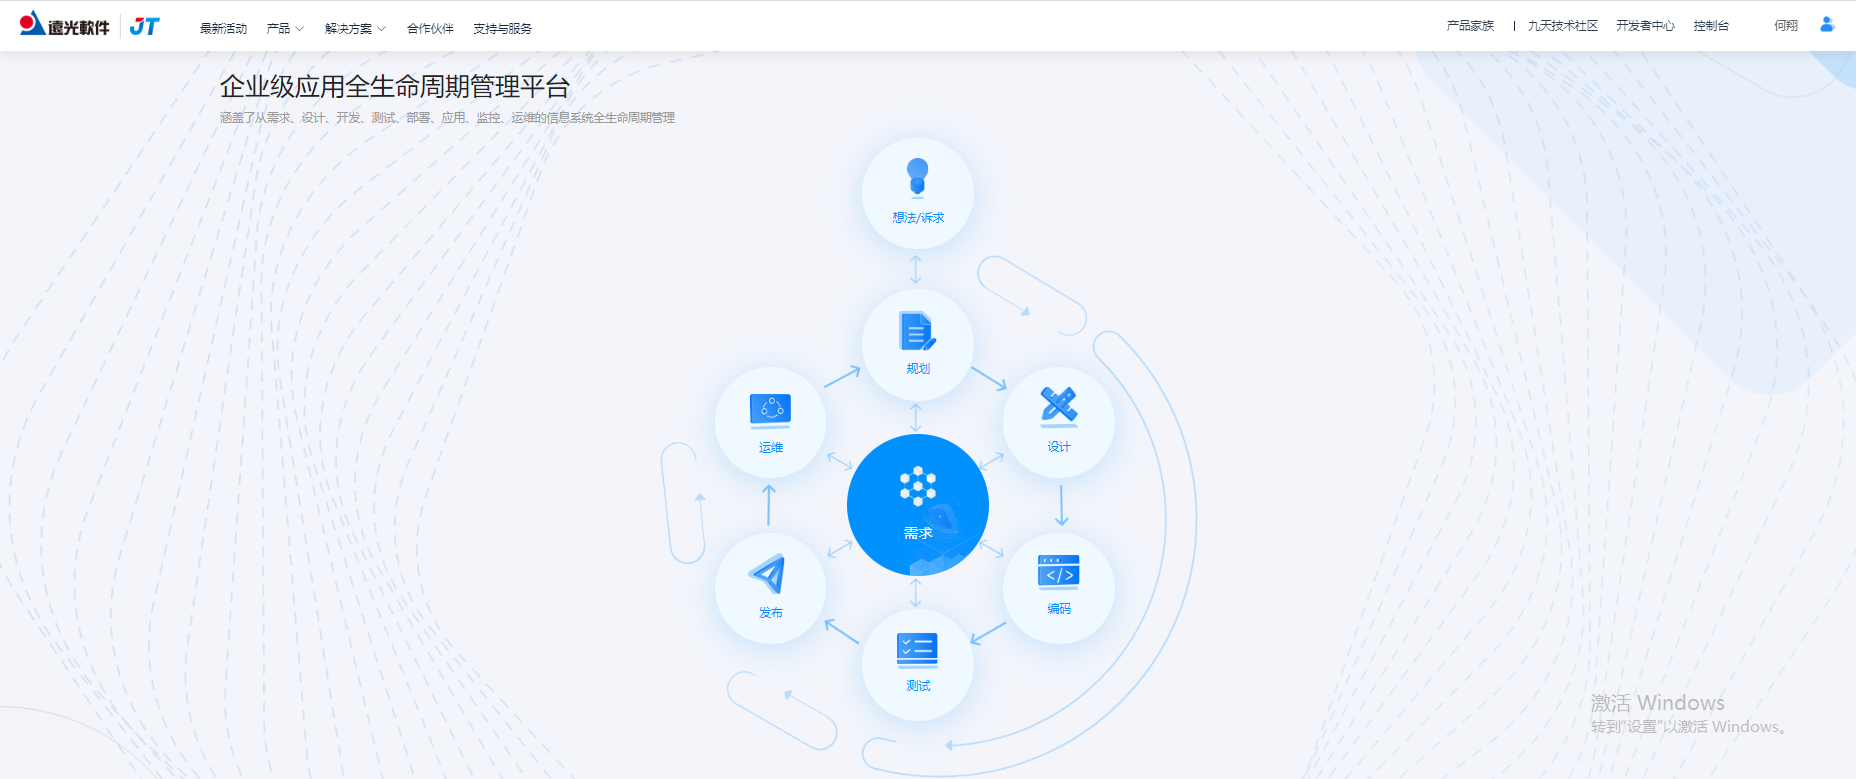 遠光軟件 JT 最新活动 产品 解决方案 合作伙伴 支持与服务 产品家族 | 九天技术社区 开发者中心 控制台 何翔
企业级应用全生命周期管理平台
涵盖了从需求、设计、开发、测试、部署、应用、监控、运维的信息系统全生命周期管理
想法/诉求
规划
运维
设计
需求
发布
编码
测试
激活 Windows
转到“设置”以激活 Windows。